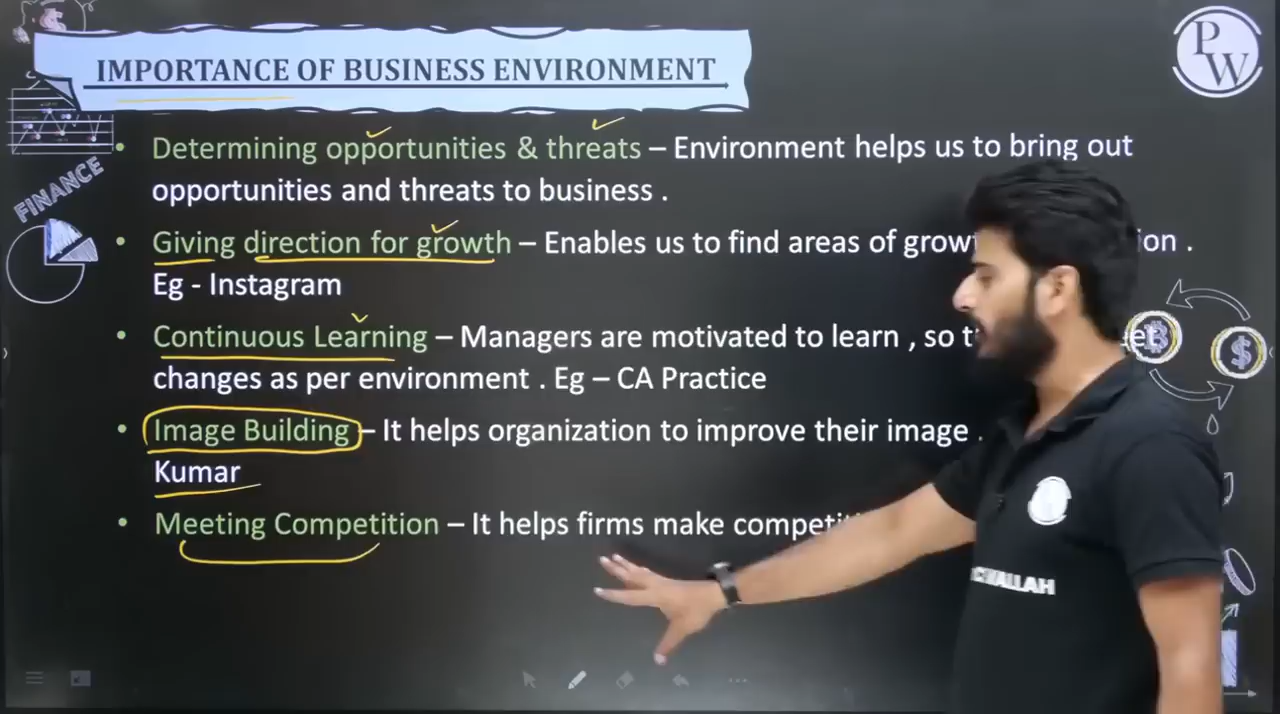 IMPORTANCE OF BUSINESS ENVIRONMENT
PW
FINANCE
• Determining opportunities & threats – Environment helps us to bring out
opportunities and threats to business .
• Giving direction for growth – Enables us to find areas of ion .
Eg - Instagram
• Continuous Learning – Managers are motivated to learn , so
changes as per environment . Eg – CA Practice
• Image Building – It helps organization to improve their image .
Kumar
• Meeting Competition – It helps firms make